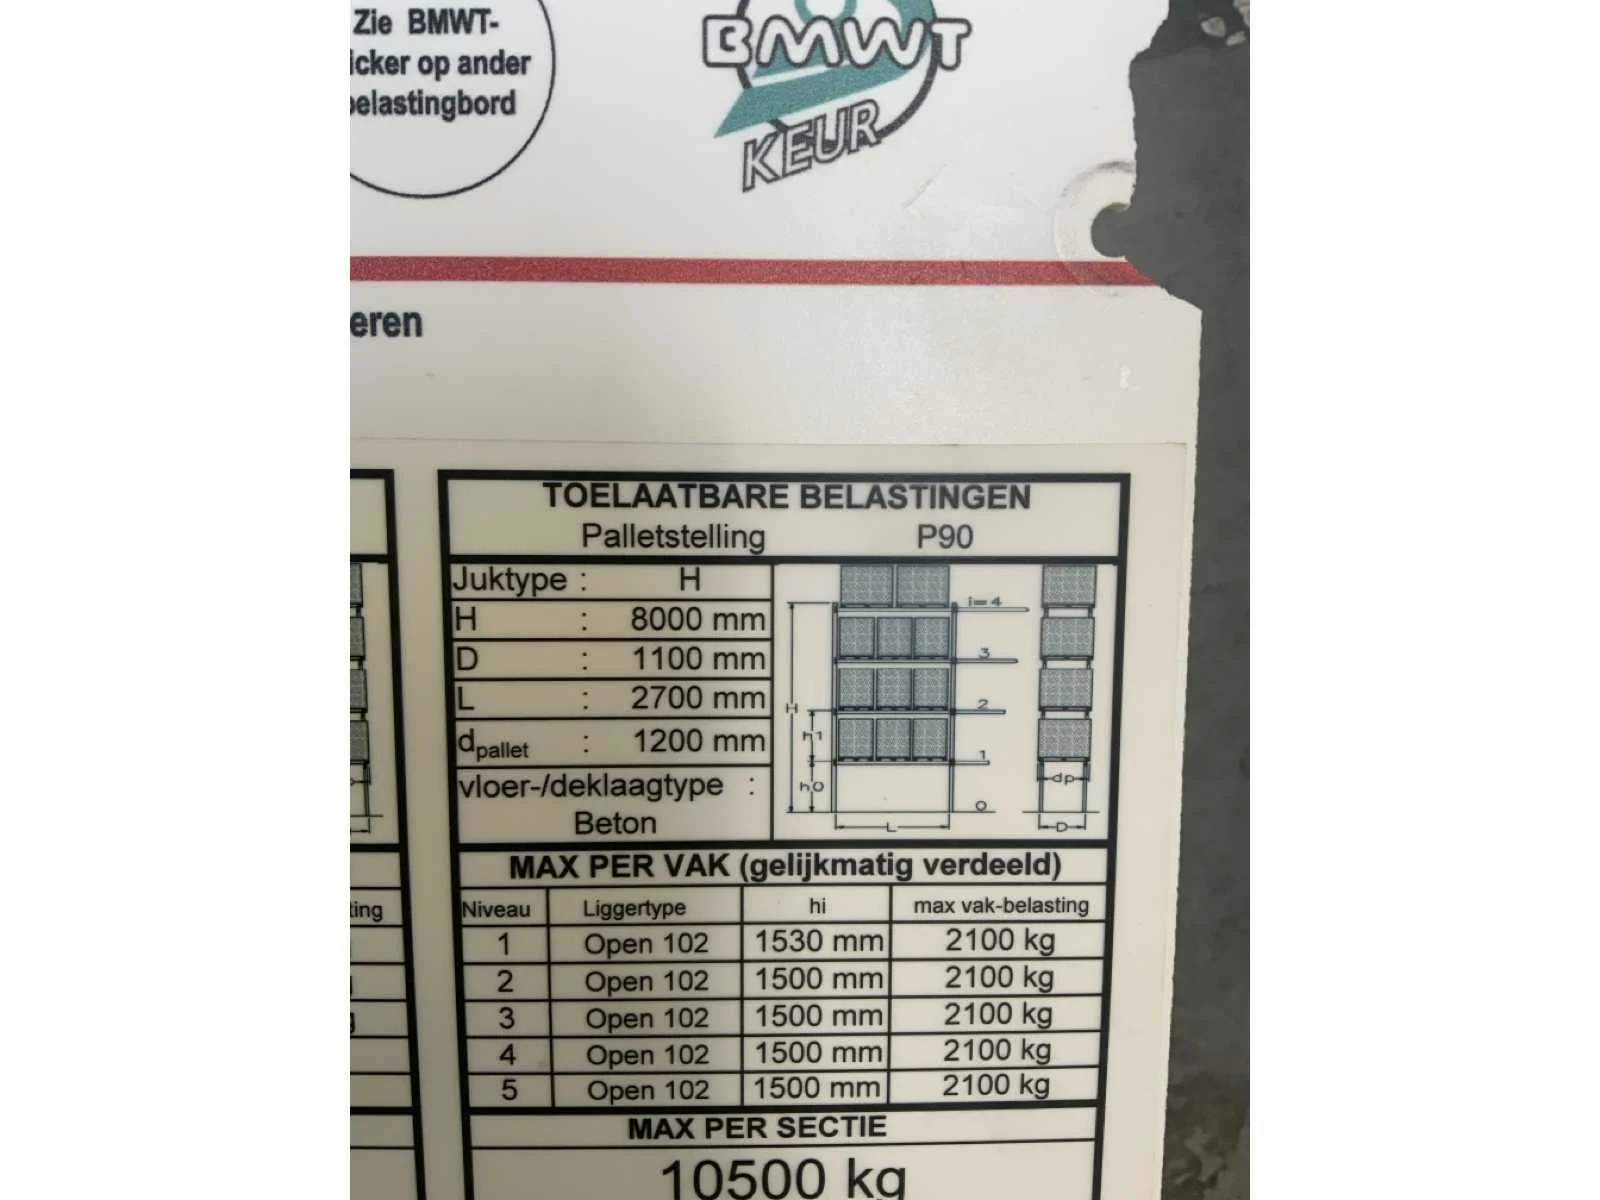 Zie BMWT-
icker op ander
elastingbord
BMWT
KEUR
eren
TOELAATBARE BELASTINGEN
Palletstelling P90
Juktype : H
H : 8000 mm
D : 1100 mm
L : 2700 mm
dpallet : 1200 mm
vloer-/deklaagtype :
Beton
i=4
3
2
1
0
H
h1
h0
L
dp
D
MAX PER VAK (gelijkmatig verdeeld)
ting
Niveau Liggertype hi max vak-belasting
1 Open 102 1530 mm 2100 kg
2 Open 102 1500 mm 2100 kg
3 Open 102 1500 mm 2100 kg
4 Open 102 1500 mm 2100 kg
5 Open 102 1500 mm 2100 kg
MAX PER SECTIE
10500 kg